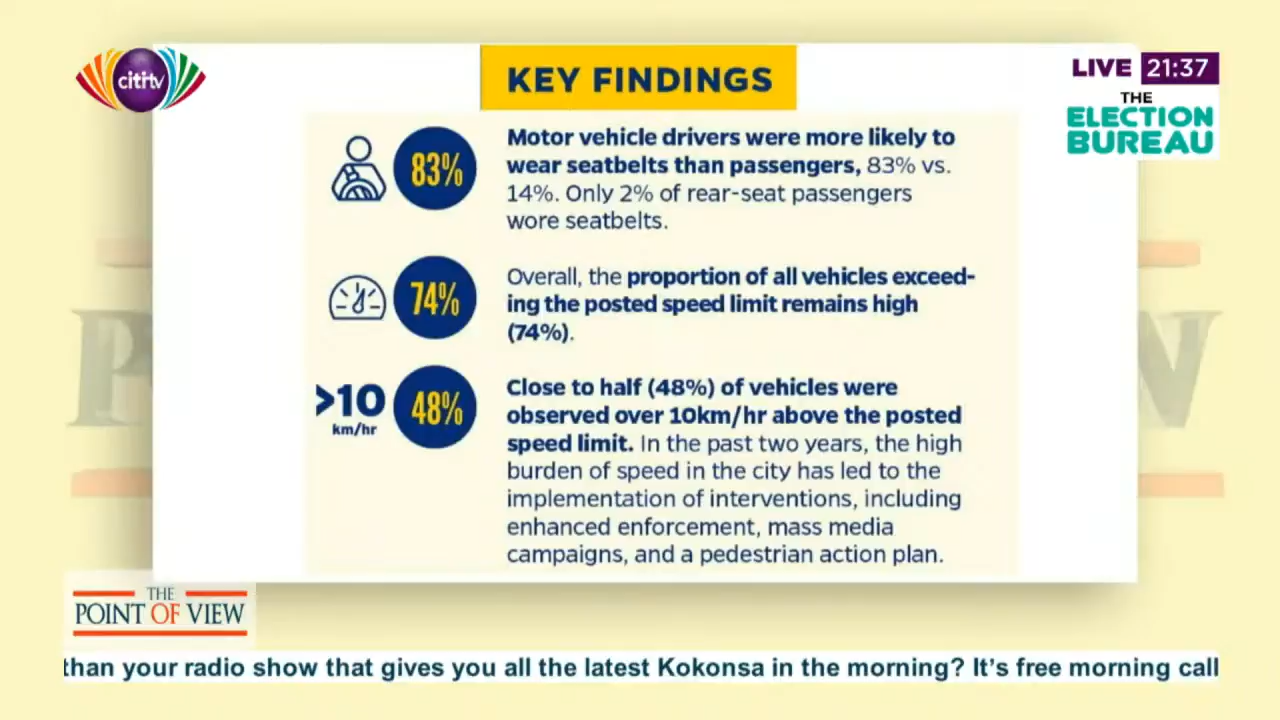 citi tv
KEY FINDINGS
LIVE 21:37
THE
ELECTION
BUREAU
83%
Motor vehicle drivers were more likely to
wear seatbelts than passengers, 83% vs.
14%. Only 2% of rear-seat passengers
wore seatbelts.
74%
Overall, the proportion of all vehicles exceed-
ing the posted speed limit remains high
(74%).
>10
km/hr
48%
Close to half (48%) of vehicles were
observed over 10km/hr above the posted
speed limit. In the past two years, the high
burden of speed in the city has led to the
implementation of interventions, including
enhanced enforcement, mass media
campaigns, and a pedestrian action plan.
THE
POINT OF VIEW
than your radio show that gives you all the latest Kokonsa in the morning? It's free morning call